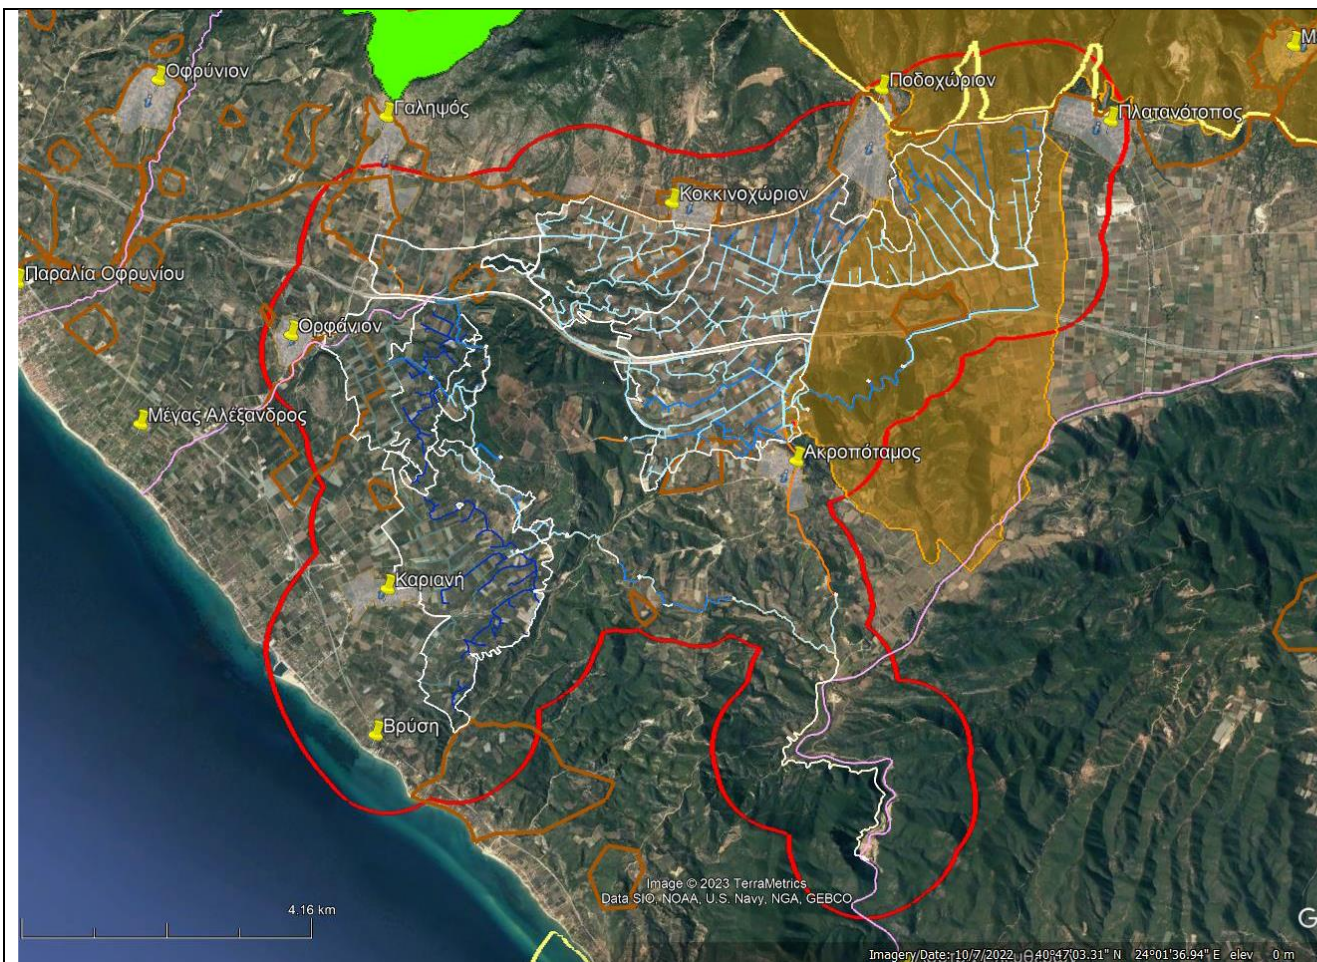 Οφρύνιον
Γαληψός
Ποδοχώριον
Πλατανότοπος
Κοκκινοχώριον
Παραλία Οφρυνίου
Ορφάνιον
Μέγας Αλέξανδρος
Ακροπόταμος
Καριανή
Βρύση
Image © 2023 TerraMetrics
Data SIO, NOAA, U.S. Navy, NGA, GEBCO
4.16 km
G
Imagery Date: 10/7/2022 40°47'03.31" N 24°01'36.94" E elev 0 m